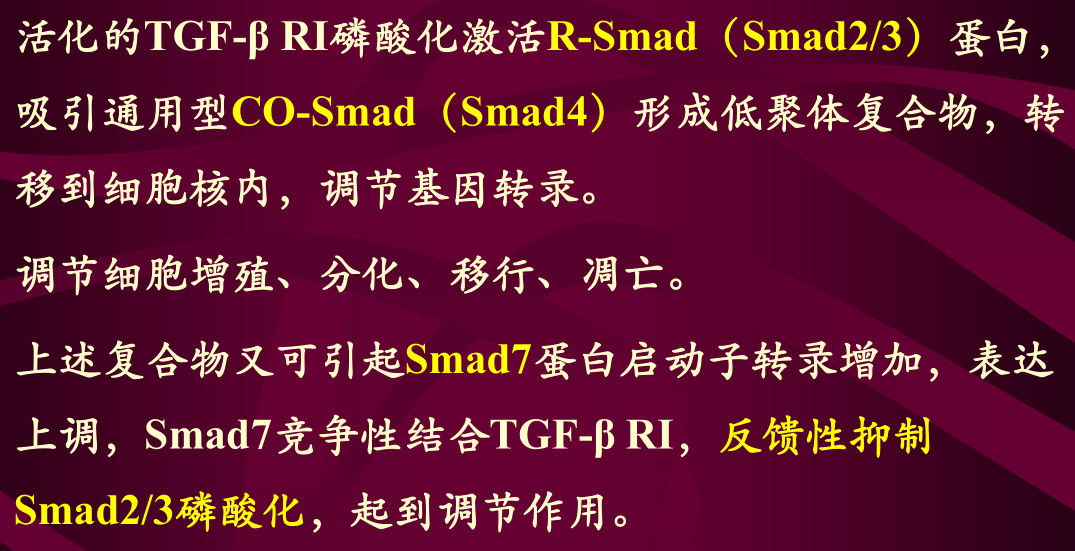 活化的TGF-β RI磷酸化激活R-Smad（Smad2/3）蛋白，
吸引通用型CO-Smad（Smad4）形成低聚体复合物，转
移到细胞核内，调节基因转录。
调节细胞增殖、分化、移行、凋亡。
上述复合物又可引起Smad7蛋白启动子转录增加，表达
上调，Smad7竞争性结合TGF-β RI，反馈性抑制
Smad2/3磷酸化，起到调节作用。